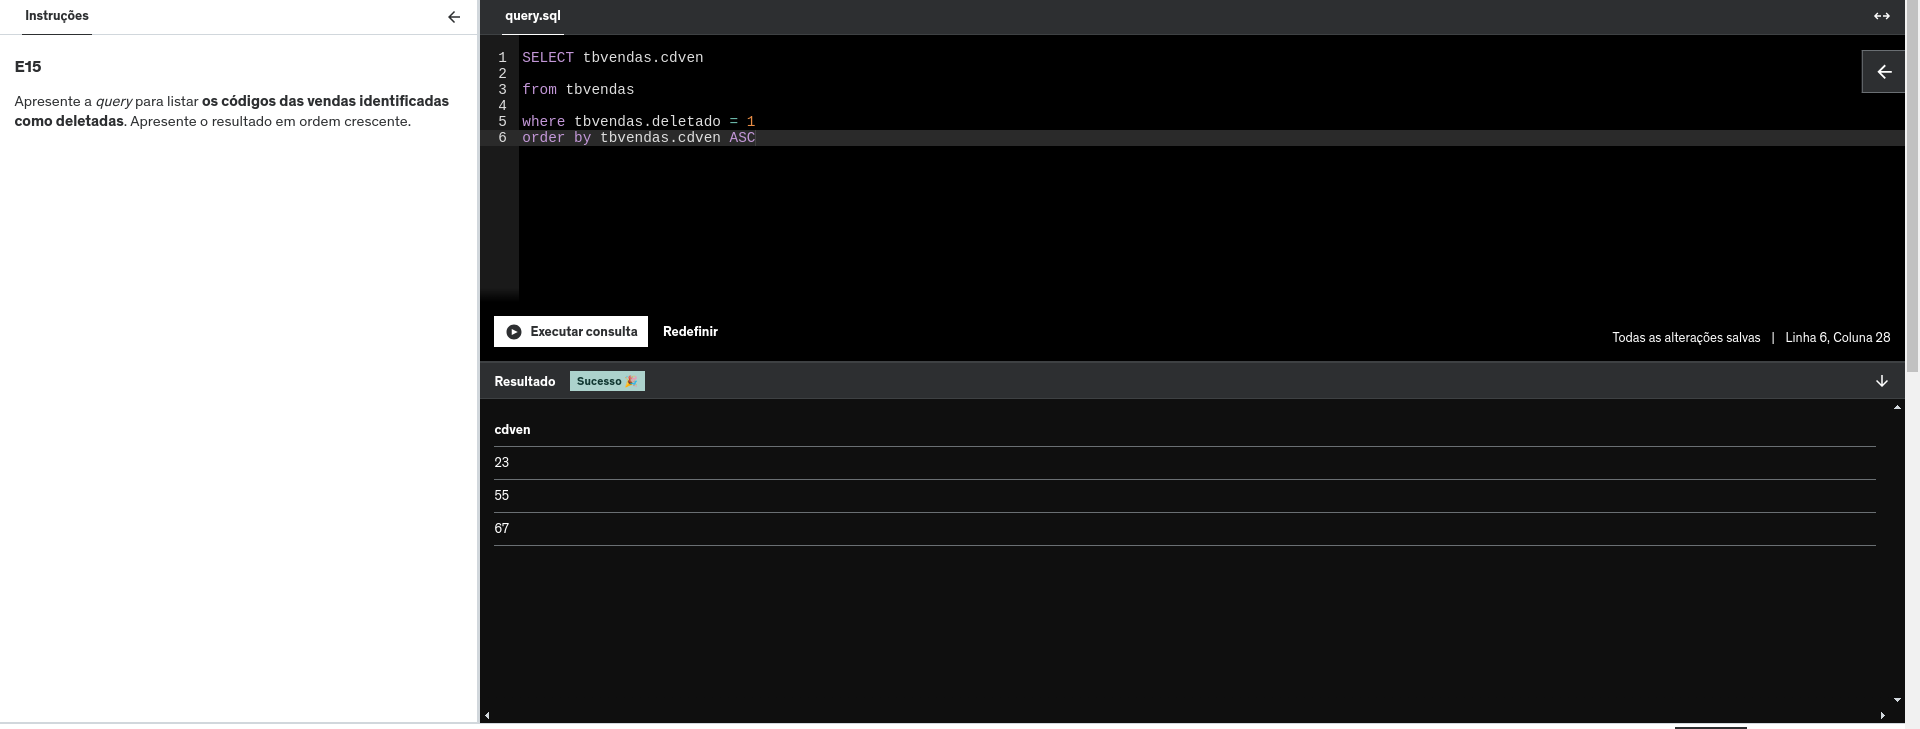 Instruções
E15
Apresente a query para listar os códigos das vendas identificadas
como deletadas. Apresente o resultado em ordem crescente.
query.sql
1 SELECT tbvendas.cdven
2
3 from tbvendas
4
5 where tbvendas.deletado = 1
6 order by tbvendas.cdven ASC
Executar consulta Redefinir
Todas as alterações salvas | Linha 6, Coluna 28
Resultado Sucesso 🎉
cdven
23
55
67